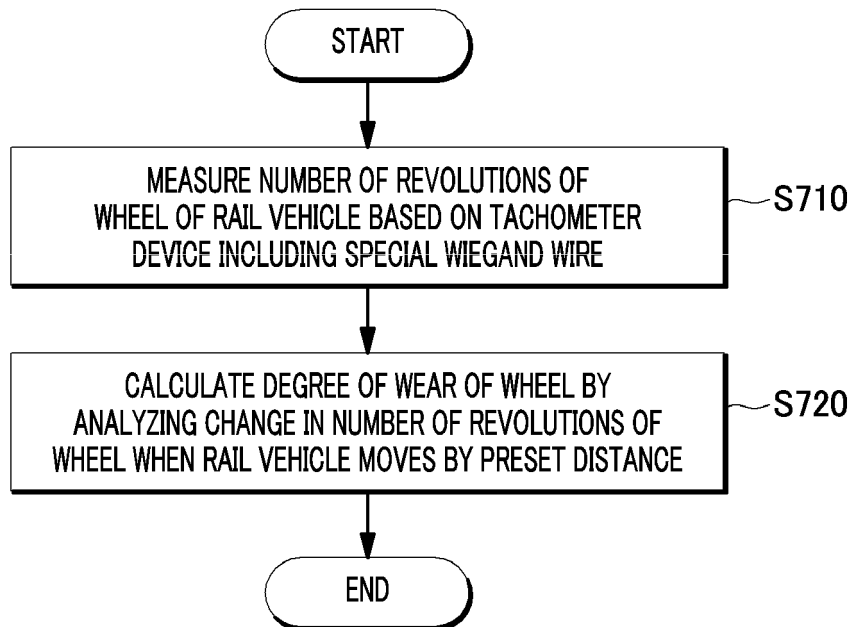 START
MEASURE NUMBER OF REVOLUTIONS OF
WHEEL OF RAIL VEHICLE BASED ON TACHOMETER
DEVICE INCLUDING SPECIAL WIEGAND WIRE
S710
CALCULATE DEGREE OF WEAR OF WHEEL BY
ANALYZING CHANGE IN NUMBER OF REVOLUTIONS OF
WHEEL WHEN RAIL VEHICLE MOVES BY PRESET DISTANCE
S720
END